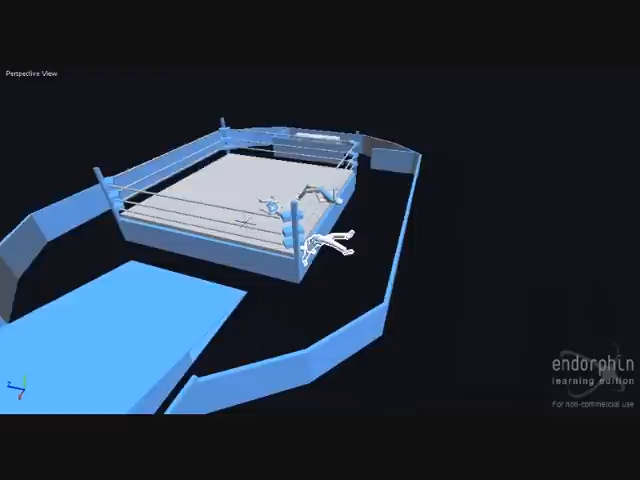 Perspective View
endorphin
learning edition
For non-commercial use